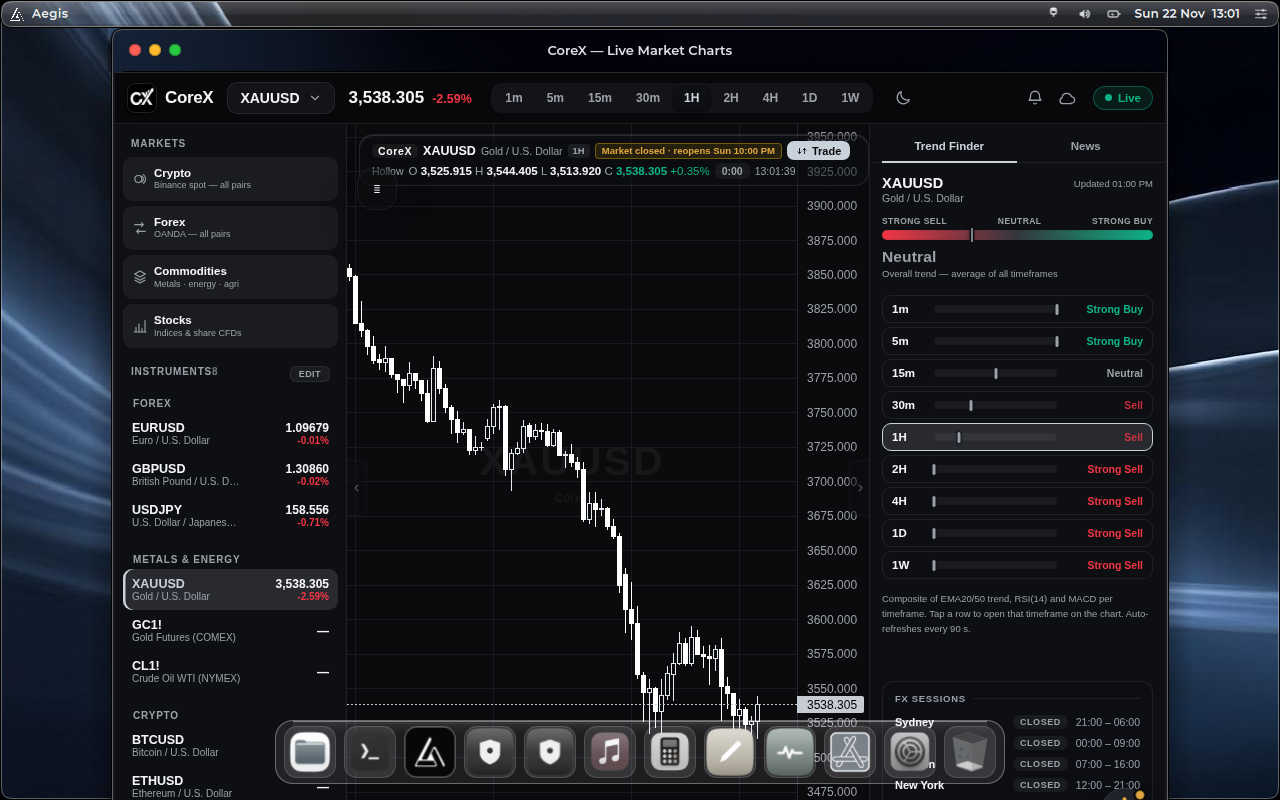 Aegis
Sun 22 Nov 13:01
CoreX — Live Market Charts
CoreX
XAUUSD
3,538.305 -2.59%
1m 5m 15m 30m 1H 2H 4H 1D 1W
Live
MARKETS
Crypto
Binance spot — all pairs
Forex
OANDA — all pairs
Commodities
Metals · energy · agri
Stocks
Indices & share CFDs
INSTRUMENTS8
EDIT
FOREX
EURUSD 1.09679
Euro / U.S. Dollar -0.01%
GBPUSD 1.30860
British Pound / U.S. D… -0.02%
USDJPY 158.556
U.S. Dollar / Japanes… -0.71%
METALS & ENERGY
XAUUSD 3,538.305
Gold / U.S. Dollar -2.59%
GC1! —
Gold Futures (COMEX)
CL1! —
Crude Oil WTI (NYMEX)
CRYPTO
BTCUSD
Bitcoin / U.S. Dollar
ETHUSD
Ethereum / U.S. Dollar
CoreX XAUUSD Gold / U.S. Dollar 1H Market closed · reopens Sun 10:00 PM Trade
Hollow O 3,525.915 H 3,544.405 L 3,513.920 C 3,538.305 +0.35% 0:00 13:01:39
XAUUSD
3950.000
3925.000
3900.000
3875.000
3850.000
3825.000
3800.000
3775.000
3750.000
3725.000
3700.000
3675.000
3650.000
3625.000
3600.000
3575.000
3550.000
3538.305
3525.000
3475.000
Trend Finder
News
XAUUSD
Updated 01:00 PM
Gold / U.S. Dollar
STRONG SELL NEUTRAL STRONG BUY
Neutral
Overall trend — average of all timeframes
1m Strong Buy
5m Strong Buy
15m Neutral
30m Sell
1H Sell
2H Strong Sell
4H Strong Sell
1D Strong Sell
1W Strong Sell
Composite of EMA20/50 trend, RSI(14) and MACD per
timeframe. Tap a row to open that timeframe on the chart. Auto-
refreshes every 90 s.
FX SESSIONS
Sydney CLOSED 21:00 – 06:00
CLOSED 00:00 – 09:00
CLOSED 07:00 – 16:00
New York CLOSED 12:00 – 21:00